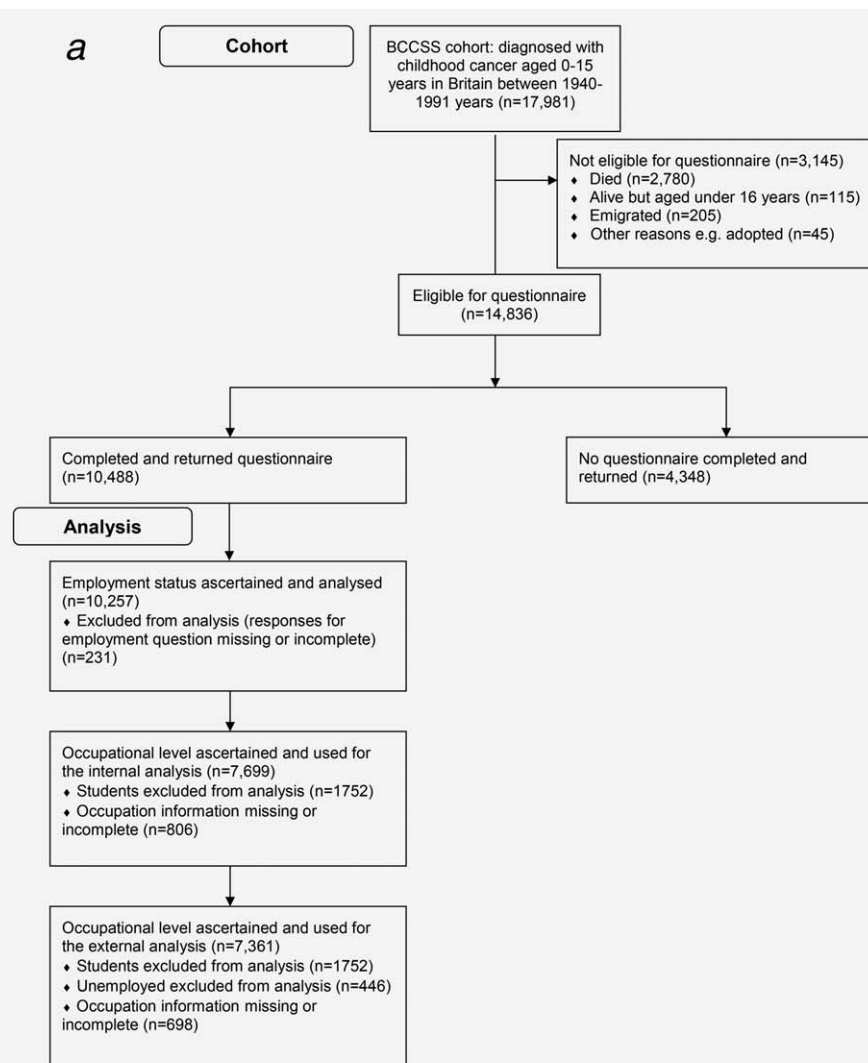 a
Cohort
BCCSS cohort: diagnosed with
childhood cancer aged 0-15
years in Britain between 1940-
1991 years (n=17,981)
Not eligible for questionnaire (n=3,145)
♦ Died (n=2,780)
♦ Alive but aged under 16 years (n=115)
♦ Emigrated (n=205)
♦ Other reasons e.g. adopted (n=45)
Eligible for questionnaire
(n=14,836)
Completed and returned questionnaire
(n=10,488)
No questionnaire completed and
returned (n=4,348)
Analysis
Employment status ascertained and analysed
(n=10,257)
♦ Excluded from analysis (responses for
employment question missing or incomplete)
(n=231)
Occupational level ascertained and used for
the internal analysis (n=7,699)
♦ Students excluded from analysis (n=1752)
♦ Occupation information missing or
incomplete (n=806)
Occupational level ascertained and used for
the external analysis (n=7,361)
♦ Students excluded from analysis (n=1752)
♦ Unemployed excluded from analysis (n=446)
♦ Occupation information missing or
incomplete (n=698)